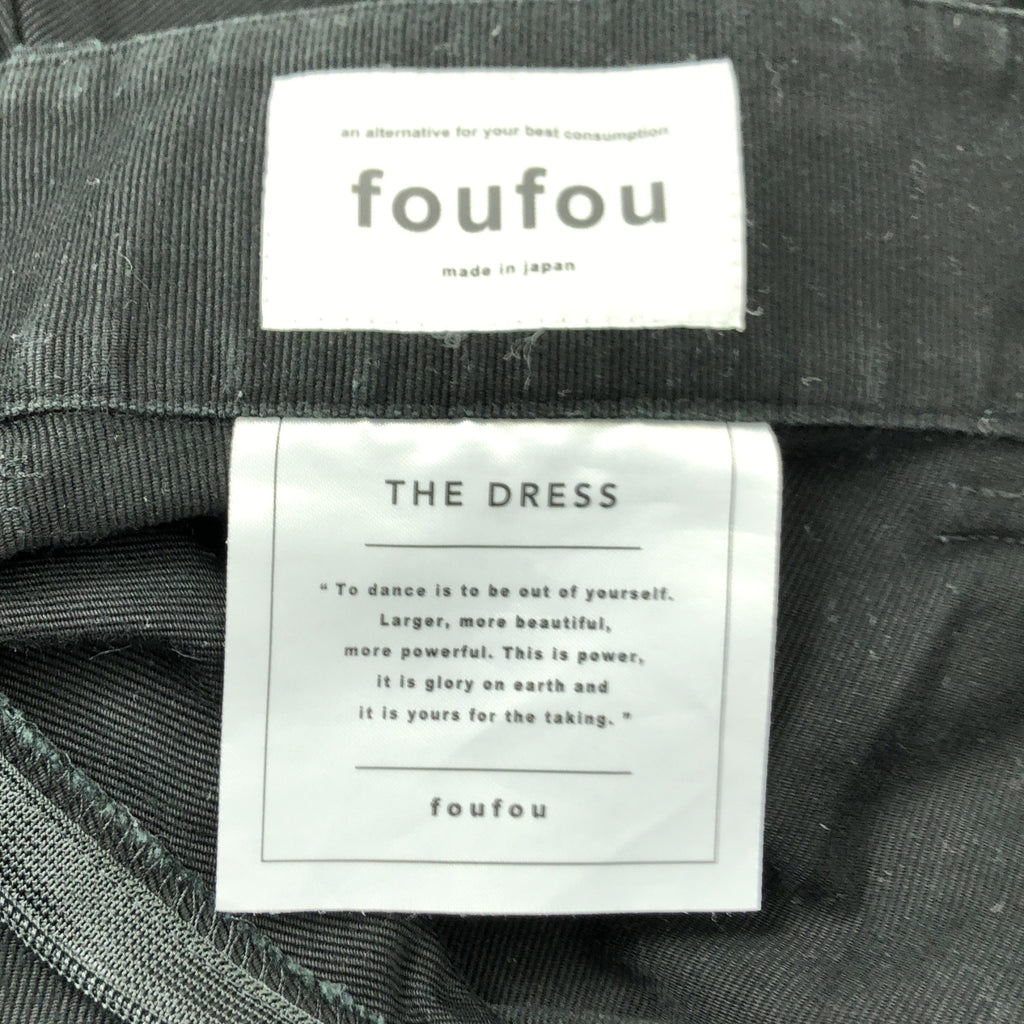 an alternative for your best consumption
foufou
made in japan
THE DRESS
“ To dance is to be out of yourself.
Larger, more beautiful,
more powerful. This is power,
it is glory on earth and
it is yours for the taking. ”
foufou